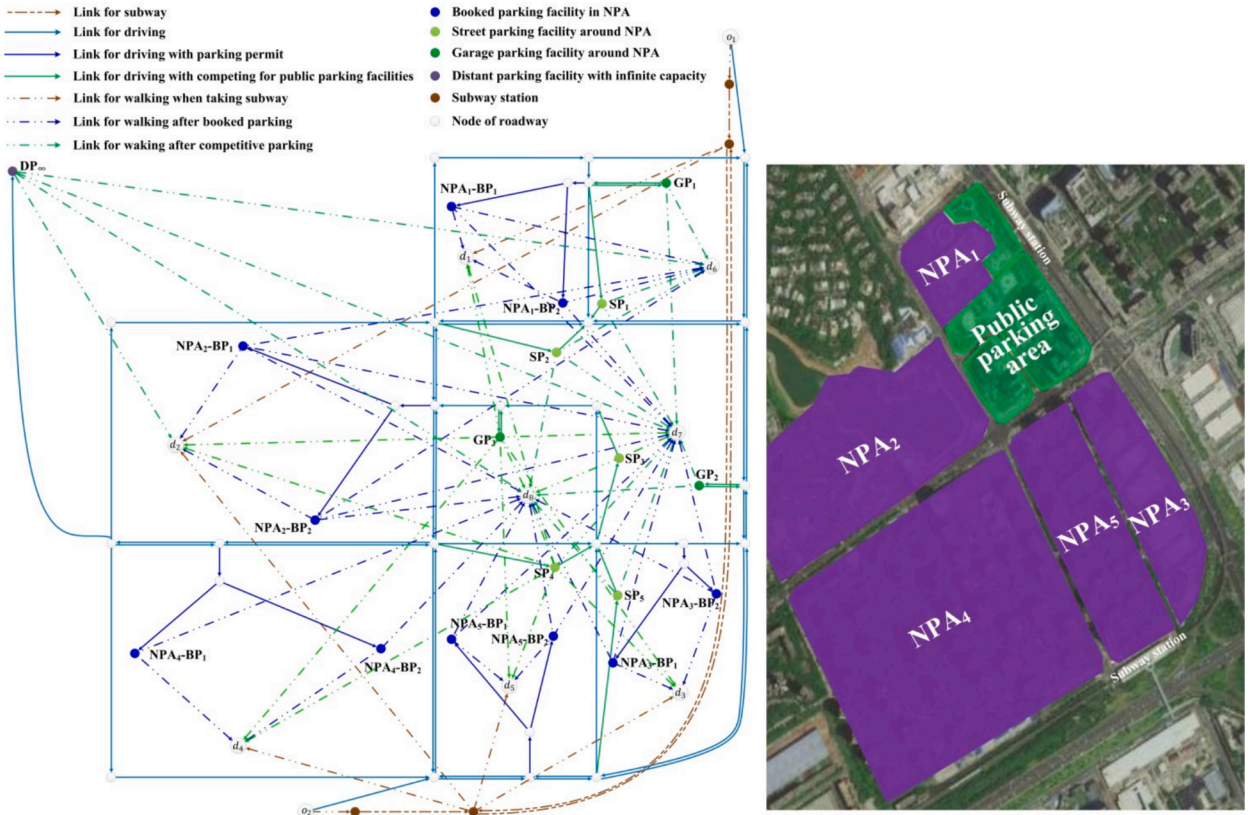 Link for subway
Link for driving
Link for driving with parking permit
Link for driving with competing for public parking facilities
Link for walking when taking subway
Link for walking after booked parking
Link for waking after competitive parking
Booked parking facility in NPA
Street parking facility around NPA
Garage parking facility around NPA
Distant parking facility with infinite capacity
Subway station
Node of roadway
o₁
DP∞
NPA₁-BP₁
GP₁
d₁
d₆
NPA₁-BP₂
SP₁
NPA₂-BP₁
SP₂
d₂
GP₃
d₇
SP₃
GP₂
d₈
NPA₂-BP₂
SP₄
SP₅
NPA₃-BP₂
NPA₅-BP₁
NPA₅-BP₂
NPA₄-BP₁
NPA₄-BP₂
NPA₃-BP₁
d₅
d₃
d₄
o₂
Subway station
NPA₁
Public
parking
area
NPA₂
NPA₅
NPA₃
NPA₄
Subway station